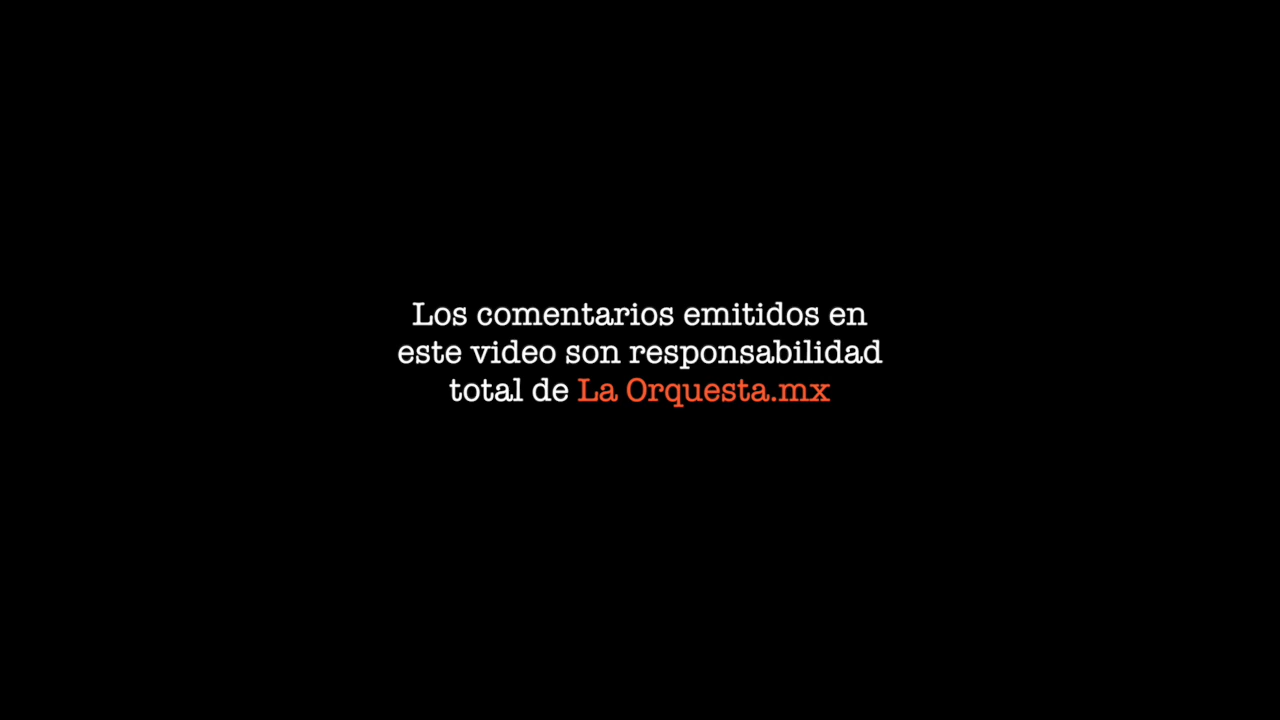 Los comentarios emitidos en
este video son responsabilidad
total de La Orquesta.mx